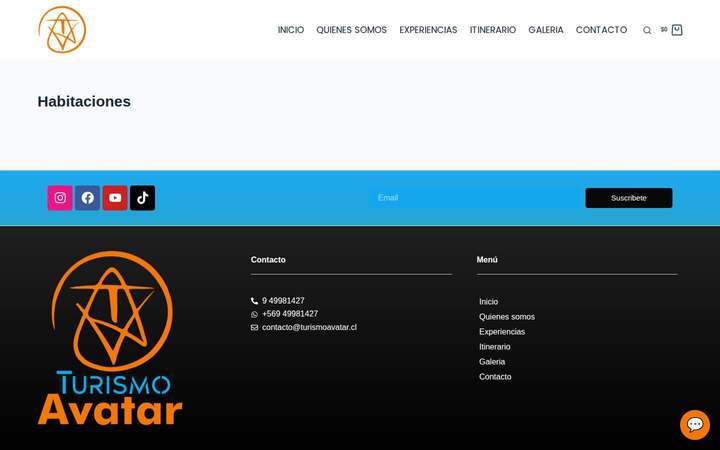 INICIO QUIENES SOMOS EXPERIENCIAS ITINERARIO GALERIA CONTACTO $0
Habitaciones
Email Suscribete
Contacto
9 49981427
+569 49981427
contacto@turismoavatar.cl
Menú
Inicio
Quienes somos
Experiencias
Itinerario
Galeria
Contacto
TURISMO
Avatar